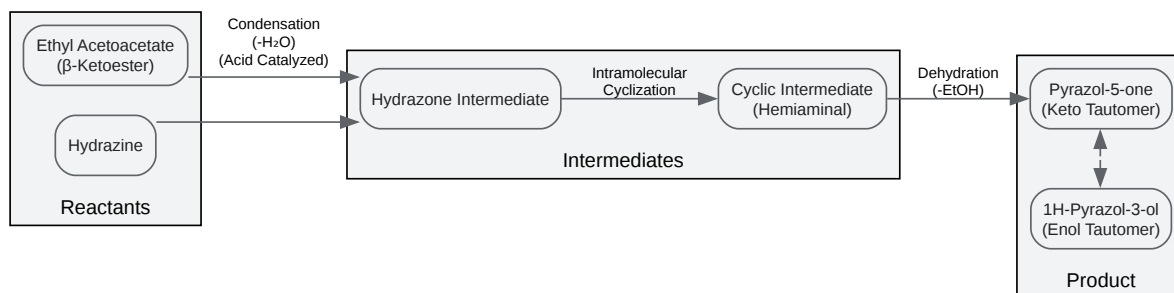 Ethyl Acetoacetate
(β-Ketoester)
Hydrazine
Reactants
Condensation
(-H₂O)
(Acid Catalyzed)
Hydrazone Intermediate
Intramolecular
Cyclization
Cyclic Intermediate
(Hemiaminal)
Intermediates
Dehydration
(-EtOH)
Pyrazol-5-one
(Keto Tautomer)
1H-Pyrazol-3-ol
(Enol Tautomer)
Product